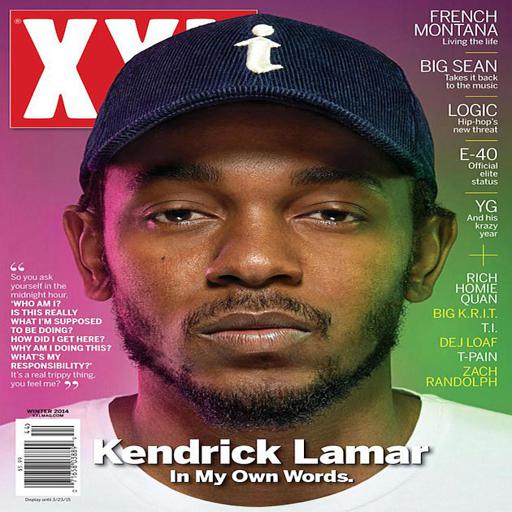 XXL
i
FRENCH
MONTANA
Living the life
BIG SEAN
Takes it back
to the music
LOGIC
Hip-hop's
new threat
E-40
Official
elite
status
YG
And his
krazy
year
+
RICH
HOMIE
QUAN
BIG K.R.I.T.
T.I.
DEJ LOAF
T-PAIN
ZACH
RANDOLPH
“
So you ask
yourself in the
midnight hour,
'WHO AM I?
IS THIS REALLY
WHAT I'M SUPPOSED
TO BE DOING?
HOW DID I GET HERE?
WHY AM I DOING THIS?
WHAT'S MY
RESPONSIBILITY?'
It's a real trippy thing,
you feel me? ”
WINTER 2014
XXLMAG.COM
$5.99
Display until 3/23/15
Kendrick Lamar
In My Own Words.